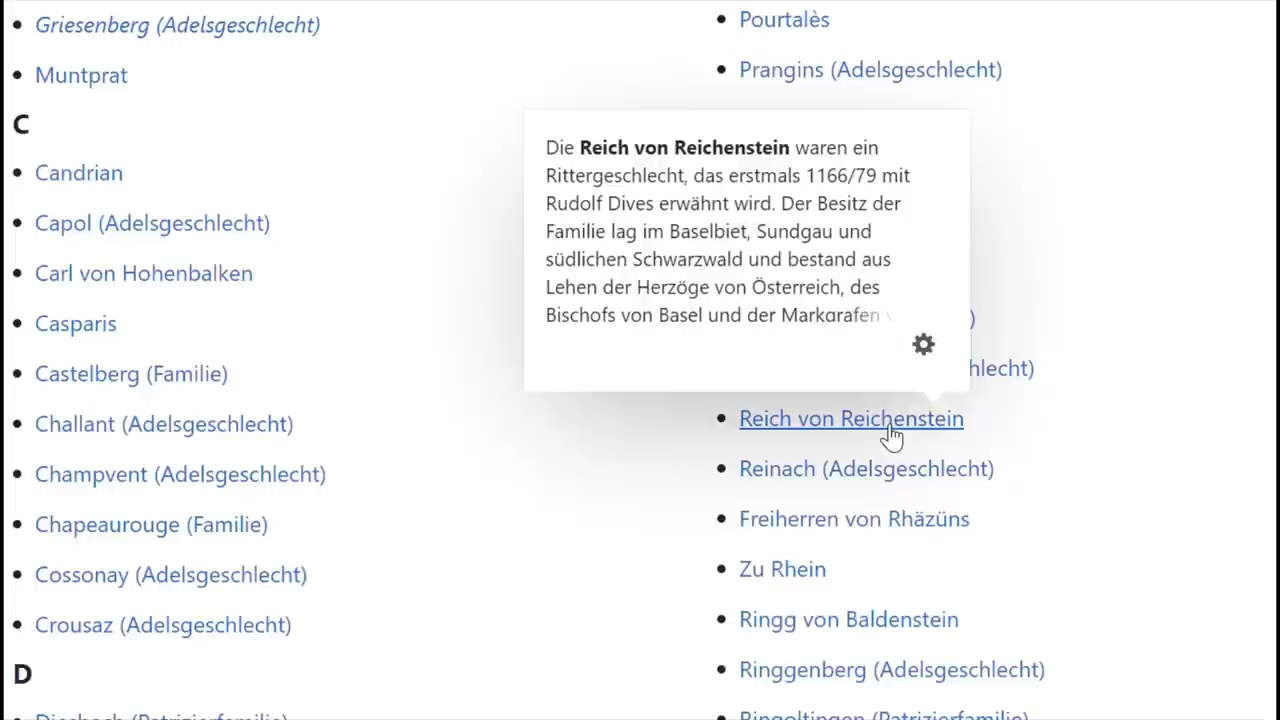 Griesenberg (Adelsgeschlecht)
Muntprat
C
Candrian
Capol (Adelsgeschlecht)
Carl von Hohenbalken
Casparis
Castelberg (Familie)
Challant (Adelsgeschlecht)
Champvent (Adelsgeschlecht)
Chapeaurouge (Familie)
Cossonay (Adelsgeschlecht)
Crousaz (Adelsgeschlecht)
D
Pourtalès
Prangins (Adelsgeschlecht)
Die Reich von Reichenstein waren ein
Rittergeschlecht, das erstmals 1166/79 mit
Rudolf Dives erwähnt wird. Der Besitz der
Familie lag im Baselbiet, Sundgau und
südlichen Schwarzwald und bestand aus
Lehen der Herzöge von Österreich, des
Bischofs von Basel und der Markgrafen
Reich von Reichenstein
Reinach (Adelsgeschlecht)
Freiherren von Rhäzüns
Zu Rhein
Ringg von Baldenstein
Ringgenberg (Adelsgeschlecht)